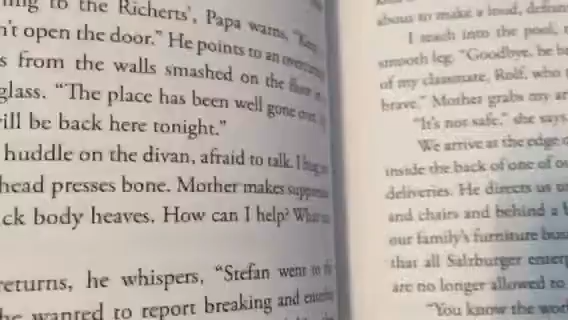 to the Richerts', Papa warns,
n't open the door." He points to an
s from the walls smashed on the floor
glass. "The place has been well gone over
ill be back here tonight."
huddle on the divan, afraid to talk. I
head presses bone. Mother makes
ck body heaves. How can I help?
returns, he whispers, "Stefan went to
he wanted to report breaking and
about to make a loud,
I reach into the pool,
smooth leg. "Goodbye, he
of my classmate, Rolf, who
brave." Mother grabs my
"It's not safe," she says.
We arrive at the edge
inside the back of one of
deliveries. He directs us
and chairs and behind a
our family's furniture
that all Salzburger
are no longer allowed to
"You know the